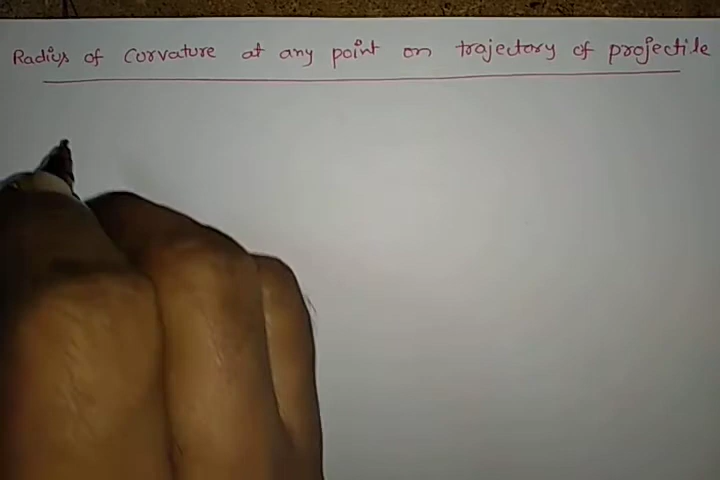 Radius of Corvature at any point on trajectory of projectile